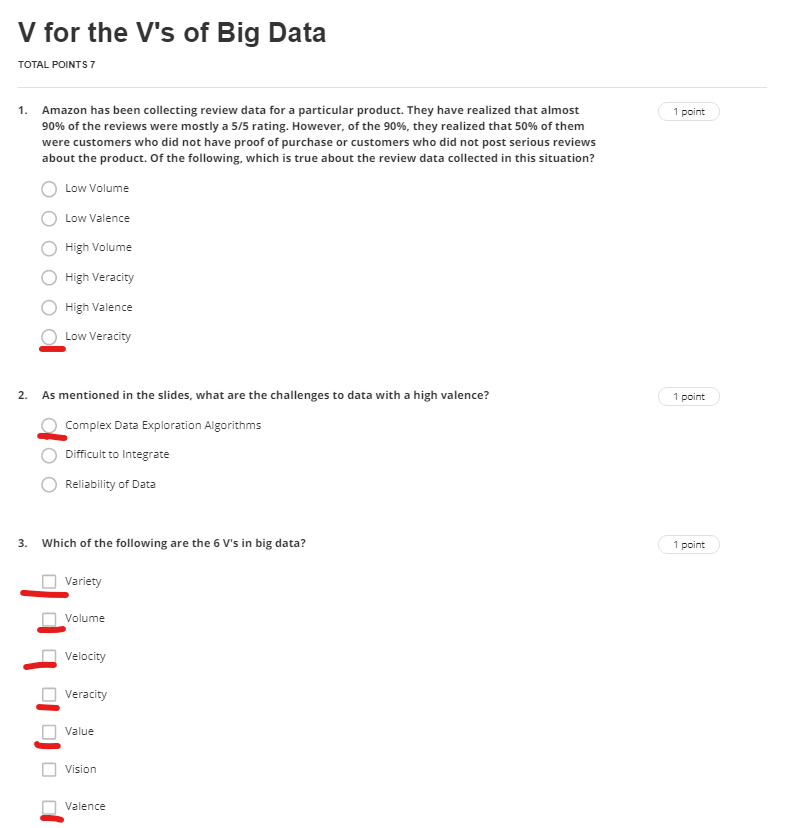 V for the V's of Big Data
TOTAL POINTS 7
1. Amazon has been collecting review data for a particular product. They have realized that almost
1 point
90% of the reviews were mostly a 5/5 rating. However, of the 90%, they realized that 50% of them
were customers who did not have proof of purchase or customers who did not post serious reviews
about the product. Of the following, which is true about the review data collected in this situation?
Low Volume
Low Valence
High Volume
High Veracity
High Valence
Low Veracity
2. As mentioned in the slides, what are the challenges to data with a high valence?
1 point
Complex Data Exploration Algorithms
Difficult to Integrate
Reliability of Data
3. Which of the following are the 6 V's in big data?
1 point
Variety
Volume
Velocity
Veracity
Value
Vision
Valence